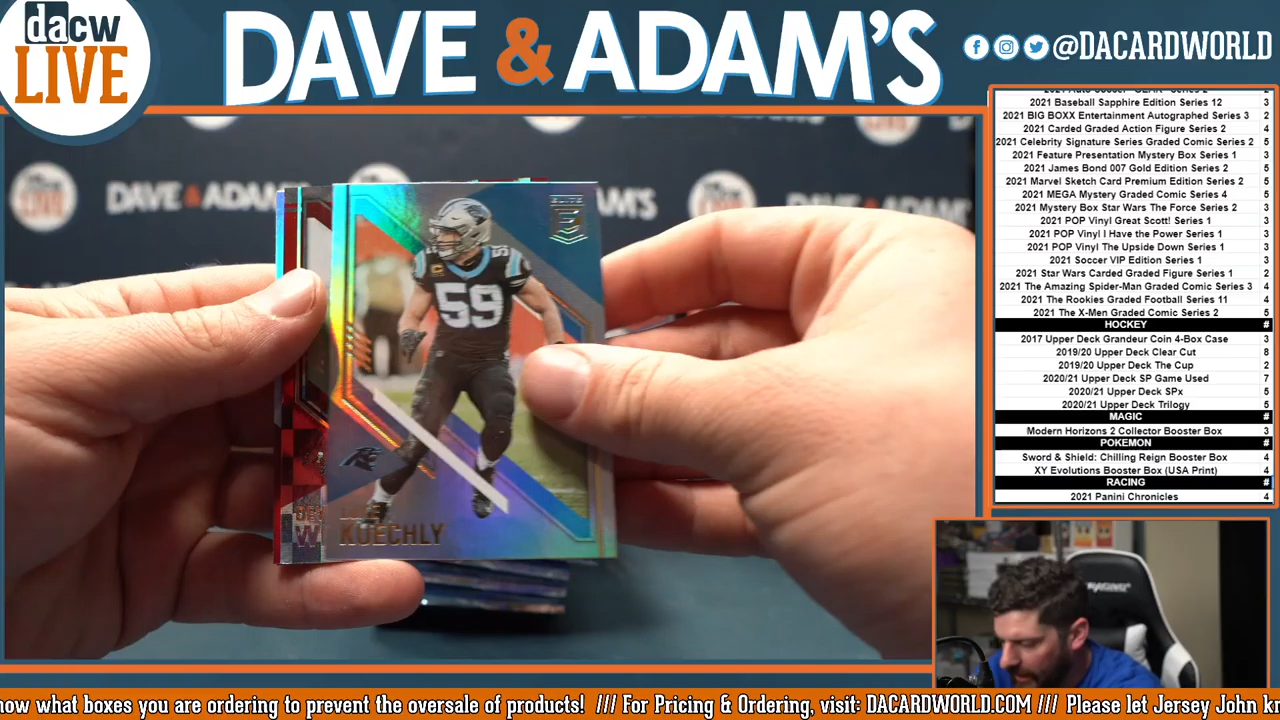 dacw
LIVE
DAVE & ADAM'S
@DACARDWORLD
2021 Baseball Sapphire Edition Series 12 3
2021 BIG BOXX Entertainment Autographed Series 3 2
2021 Carded Graded Action Figure Series 2 4
2021 Celebrity Signature Series Graded Comic Series 2 5
2021 Feature Presentation Mystery Box Series 1 3
2021 James Bond 007 Gold Edition Series 2 5
2021 Marvel Sketch Card Premium Edition Series 2 5
2021 MEGA Mystery Graded Comic Series 4 5
2021 Mystery Box Star Wars The Force Series 2 3
2021 POP Vinyl Great Scott! Series 1 3
2021 POP Vinyl I Have the Power Series 1 3
2021 POP Vinyl The Upside Down Series 1 3
2021 Soccer VIP Edition Series 1 3
2021 Star Wars Carded Graded Figure Series 1 2
2021 The Amazing Spider-Man Graded Comic Series 3 4
2021 The Rookies Graded Football Series 11 4
2021 The X-Men Graded Comic Series 2 5
HOCKEY #
2017 Upper Deck Grandeur Coin 4-Box Case 3
2019/20 Upper Deck Clear Cut 8
2019/20 Upper Deck The Cup 2
2020/21 Upper Deck SP Game Used 7
2020/21 Upper Deck SPx 5
2020/21 Upper Deck Trilogy 5
MAGIC #
Modern Horizons 2 Collector Booster Box 3
POKEMON #
Sword & Shield: Chilling Reign Booster Box 4
XY Evolutions Booster Box (USA Print) 4
RACING #
2021 Panini Chronicles 4
DAVE & ADAM'S
dacw
LIVE
ELITE
59
KUECHLY
now what boxes you are ordering to prevent the oversale of products! /// For Pricing & Ordering, visit: DACARDWORLD.COM /// Please let Jersey John kn